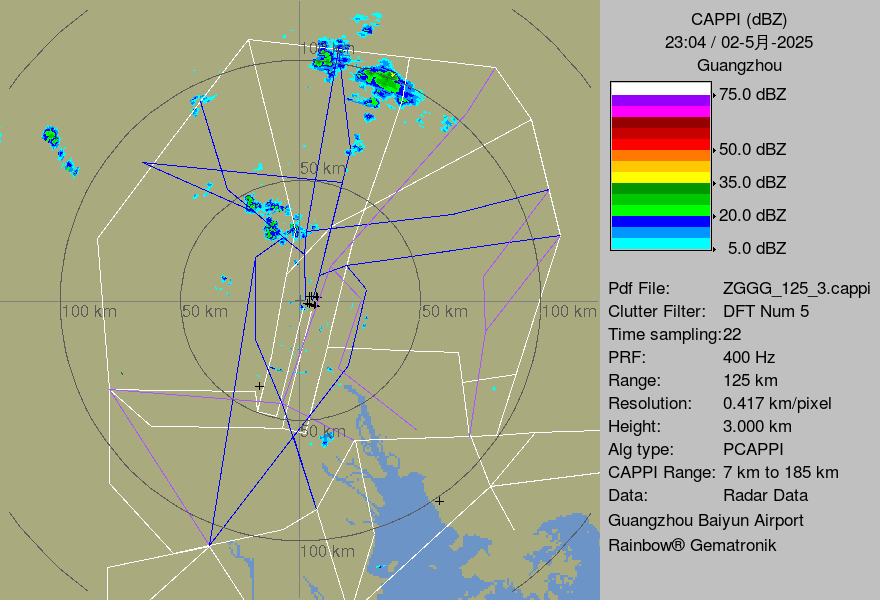 CAPPI (dBZ)
23:04 / 02-5月-2025
Guangzhou
75.0 dBZ
50.0 dBZ
35.0 dBZ
20.0 dBZ
5.0 dBZ
Pdf File: ZGGG_125_3.cappi
Clutter Filter: DFT Num 5
Time sampling:22
PRF: 400 Hz
Range: 125 km
Resolution: 0.417 km/pixel
Height: 3.000 km
Alg type: PCAPPI
CAPPI Range: 7 km to 185 km
Data: Radar Data
Guangzhou Baiyun Airport
Rainbow® Gematronik
100 km
50 km
100 km
50 km
50 km
100 km
50 km
100 km